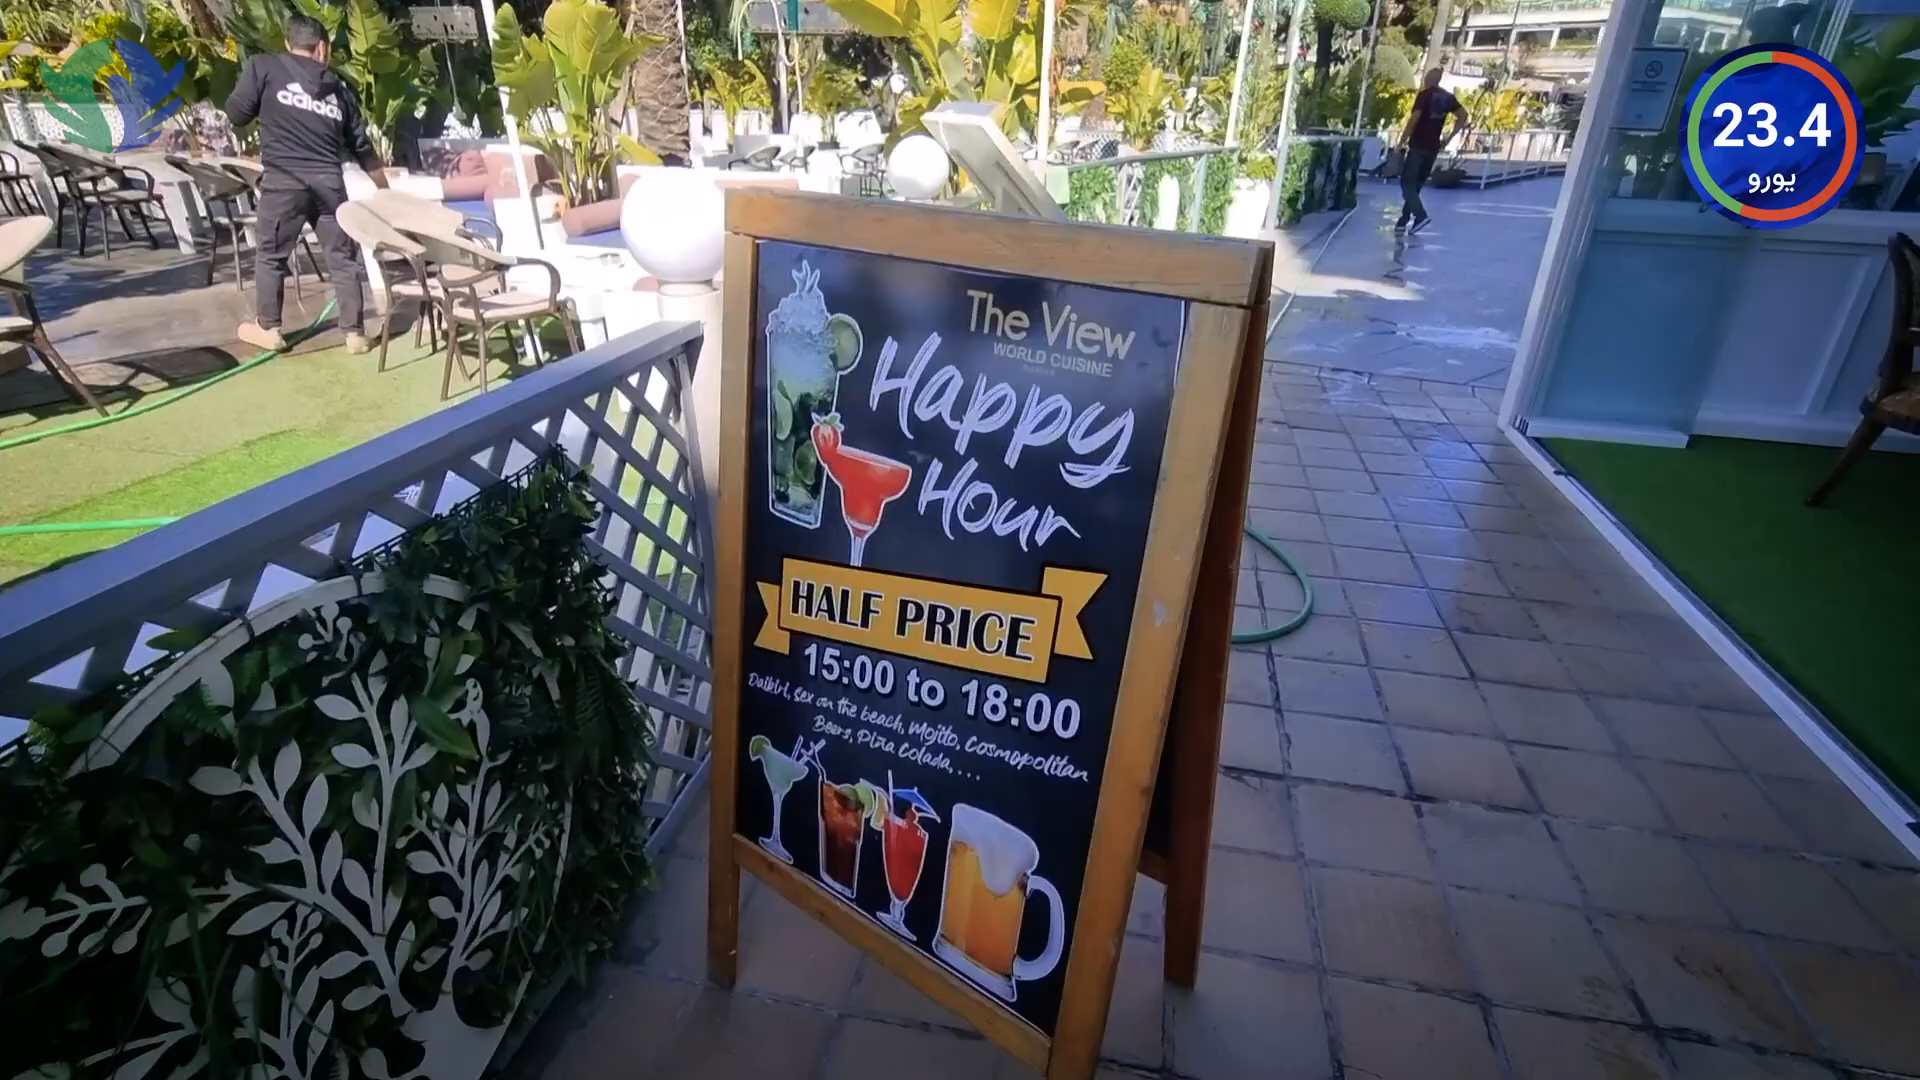 adidas
23.4
يورو
The View
WORLD CUISINE
Happy
Hour
HALF PRICE
15:00 to 18:00
Daikiri, sex on the beach, Mojito, Cosmopolitan
Beers, Piña Colada, ...